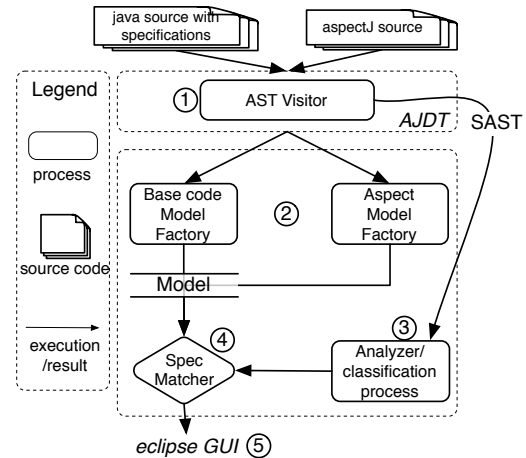 java source with
specifications
aspectJ source
Legend
process
source code
execution
/result
① AST Visitor
AJDT
SAST
Base code
Model
Factory
②
Aspect
Model
Factory
Model
③
④
Spec
Matcher
Analyzer/
classification
process
eclipse GUI ⑤